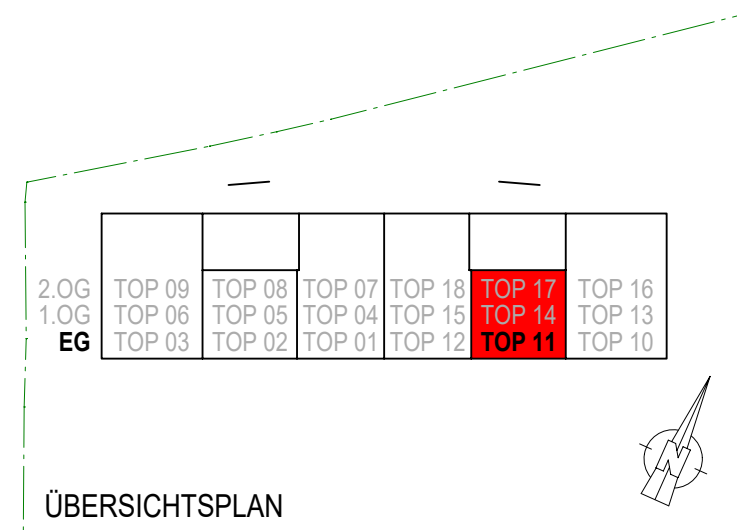 2.OG TOP 09 TOP 08 TOP 07 TOP 18 TOP 17 TOP 16
1.OG TOP 06 TOP 05 TOP 04 TOP 15 TOP 14 TOP 13
EG TOP 03 TOP 02 TOP 01 TOP 12 TOP 11 TOP 10
N
ÜBERSICHTSPLAN